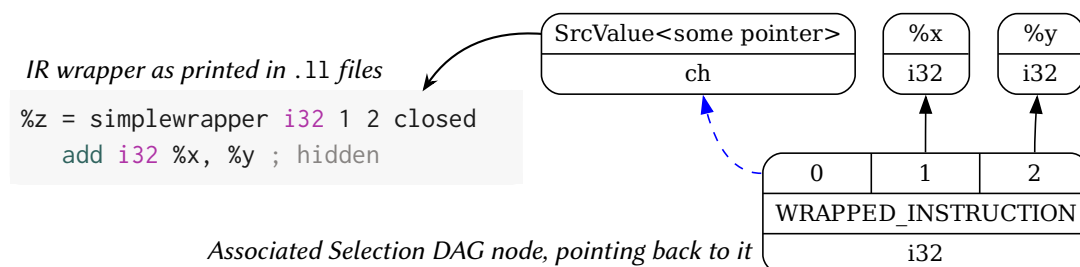 SrcValue<some pointer>
ch
%x
i32
%y
i32
IR wrapper as printed in .ll files
%z = simplewrapper i32 1 2 closed
add i32 %x, %y ; hidden
0 1 2
WRAPPED_INSTRUCTION
i32
Associated Selection DAG node, pointing back to it